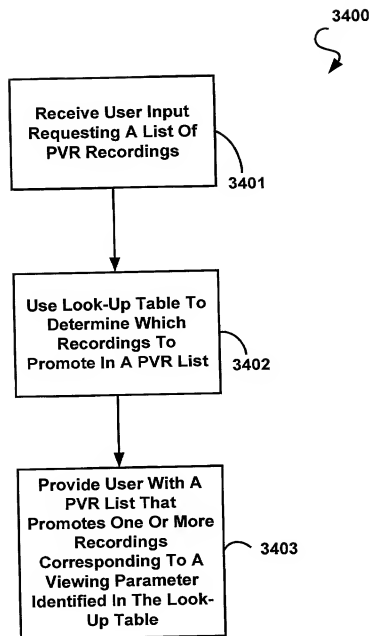 3400
Receive User Input
Requesting A List Of
PVR Recordings
3401
Use Look-Up Table To
Determine Which
Recordings To
Promote In A PVR List
3402
Provide User With A
PVR List That
Promotes One Or More
Recordings
Corresponding To A
Viewing Parameter
Identified In The Look-
Up Table
3403